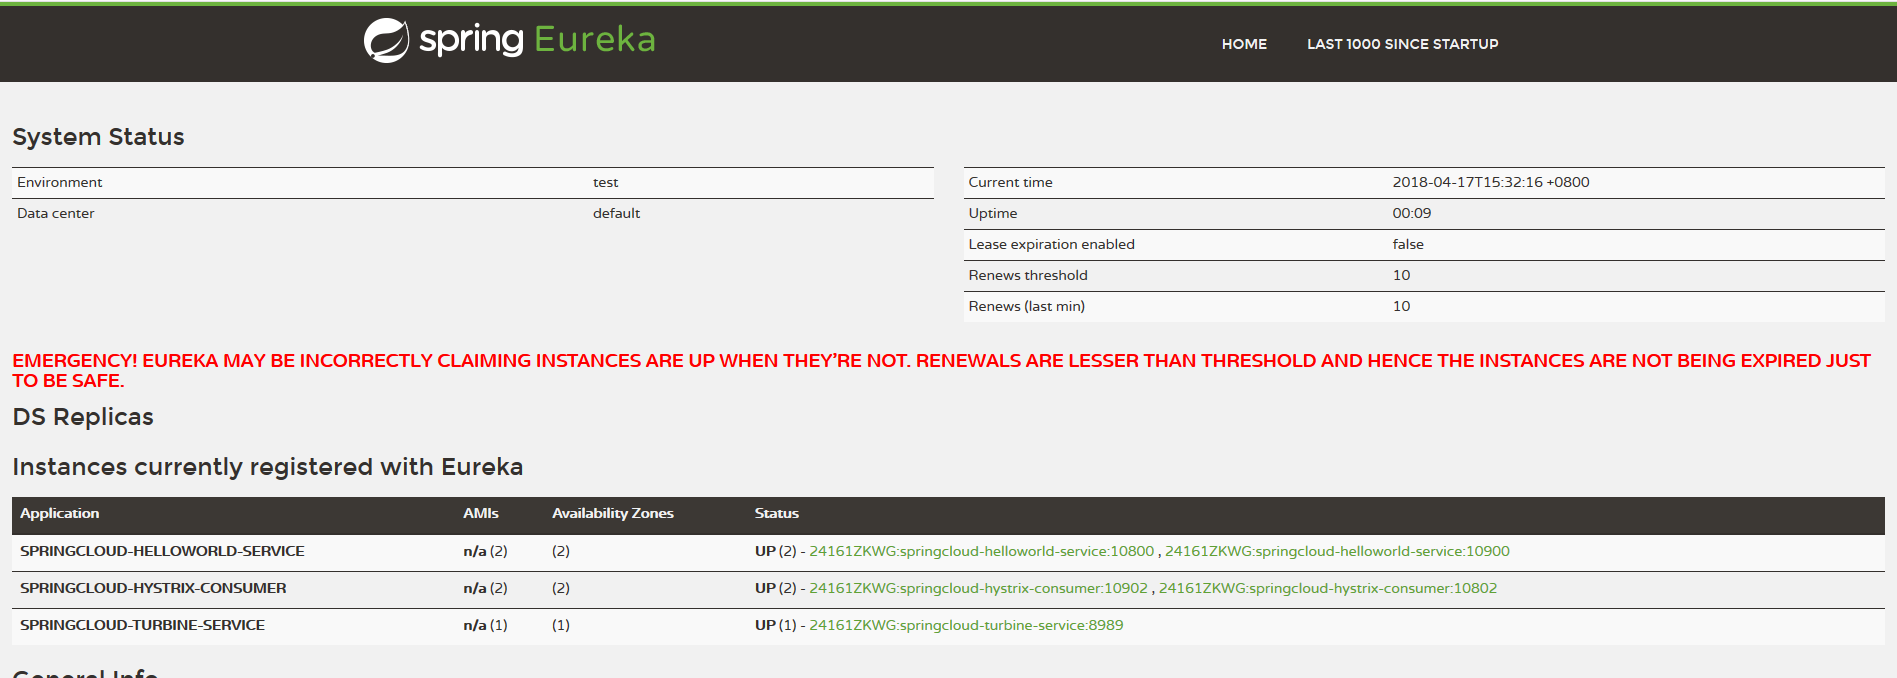 spring Eureka
HOME LAST 1000 SINCE STARTUP
System Status
Environment test
Data center default
Current time 2018-04-17T15:32:16 +0800
Uptime 00:09
Lease expiration enabled false
Renews threshold 10
Renews (last min) 10
EMERGENCY! EUREKA MAY BE INCORRECTLY CLAIMING INSTANCES ARE UP WHEN THEY'RE NOT. RENEWALS ARE LESSER THAN THRESHOLD AND HENCE THE INSTANCES ARE NOT BEING EXPIRED JUST
TO BE SAFE.
DS Replicas
Instances currently registered with Eureka
Application AMIs Availability Zones Status
SPRINGCLOUD-HELLOWORLD-SERVICE n/a (2) (2) UP (2) - 24161ZKWG:springcloud-helloworld-service:10800 , 24161ZKWG:springcloud-helloworld-service:10900
SPRINGCLOUD-HYSTRIX-CONSUMER n/a (2) (2) UP (2) - 24161ZKWG:springcloud-hystrix-consumer:10902 , 24161ZKWG:springcloud-hystrix-consumer:10802
SPRINGCLOUD-TURBINE-SERVICE n/a (1) (1) UP (1) - 24161ZKWG:springcloud-turbine-service:8989
General Info